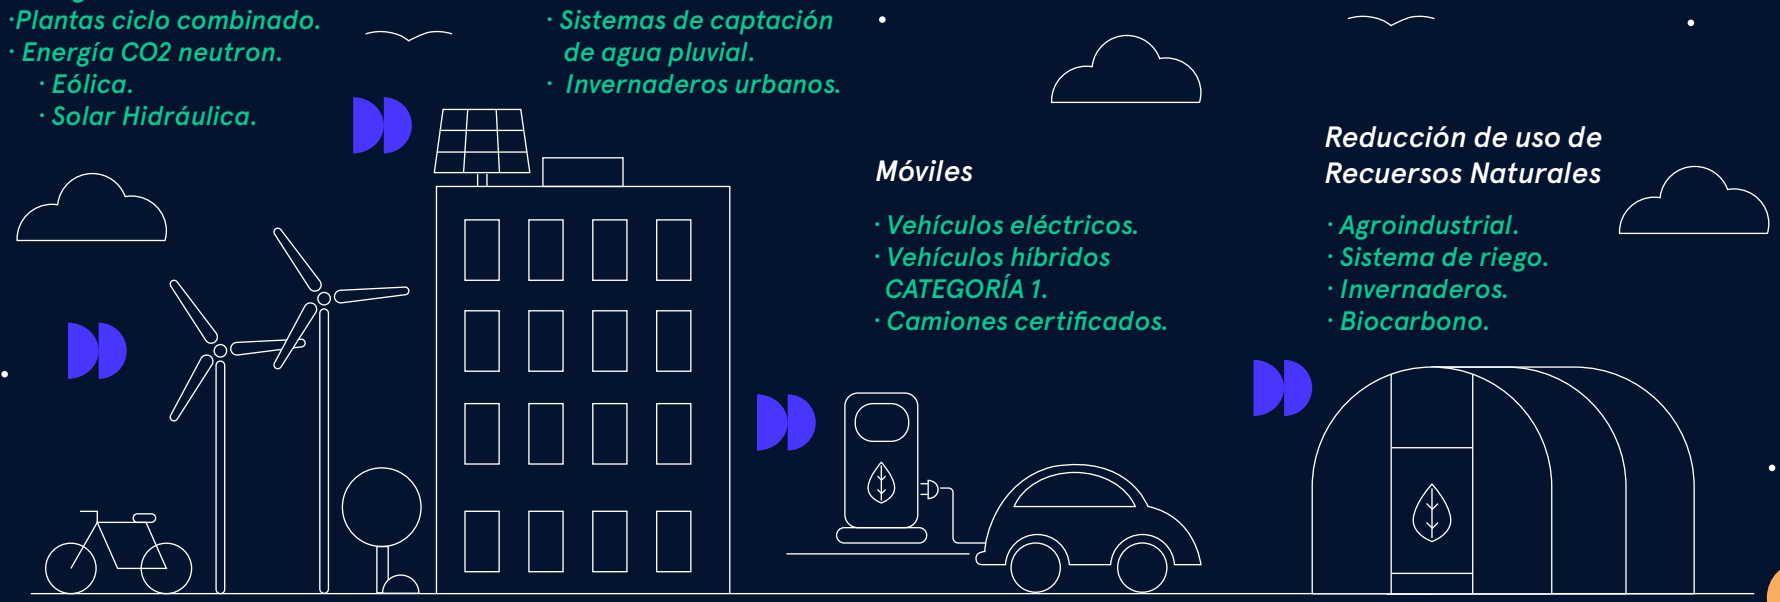 ·Plantas ciclo combinado.
· Energía CO2 neutron.
· Eólica.
· Solar Hidráulica.
· Sistemas de captación
de agua pluvial.
· Invernaderos urbanos.
Móviles
· Vehículos eléctricos.
· Vehículos híbridos
CATEGORÍA 1.
· Camiones certificados.
Reducción de uso de
Recuersos Naturales
· Agroindustrial.
· Sistema de riego.
· Invernaderos.
· Biocarbono.